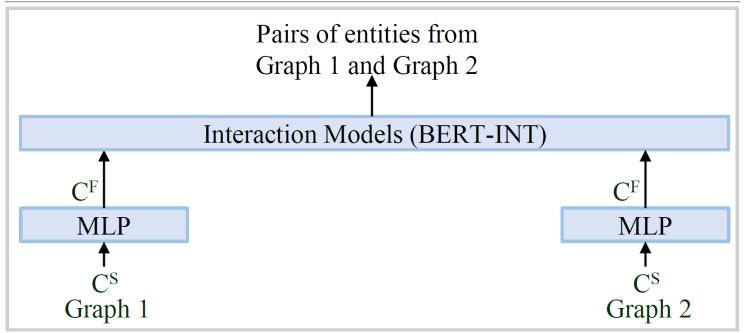 Pairs of entities from
Graph 1 and Graph 2
Interaction Models (BERT-INT)
C^F C^F
MLP MLP
C^S C^S
Graph 1 Graph 2